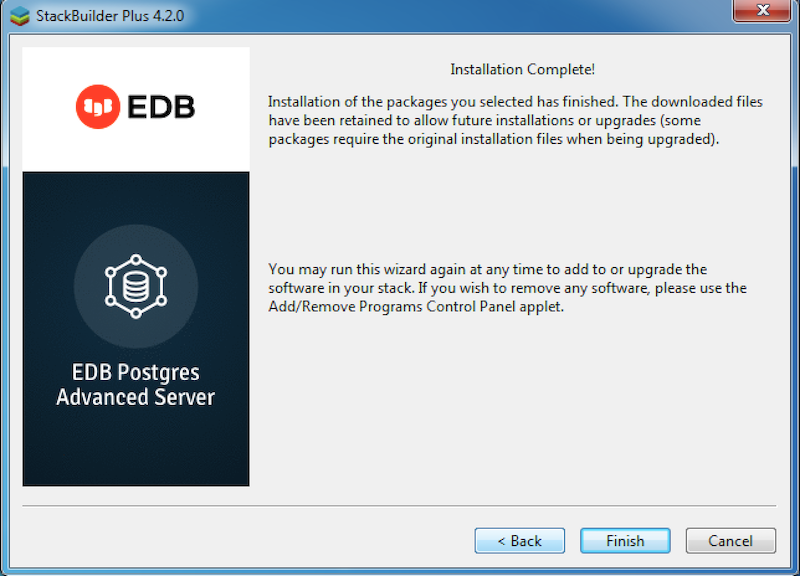 StackBuilder Plus 4.2.0
EDB
Installation Complete!
Installation of the packages you selected has finished. The downloaded files
have been retained to allow future installations or upgrades (some
packages require the original installation files when being upgraded).
You may run this wizard again at any time to add to or upgrade the
software in your stack. If you wish to remove any software, please use the
Add/Remove Programs Control Panel applet.
EDB Postgres
Advanced Server
< Back
Finish
Cancel